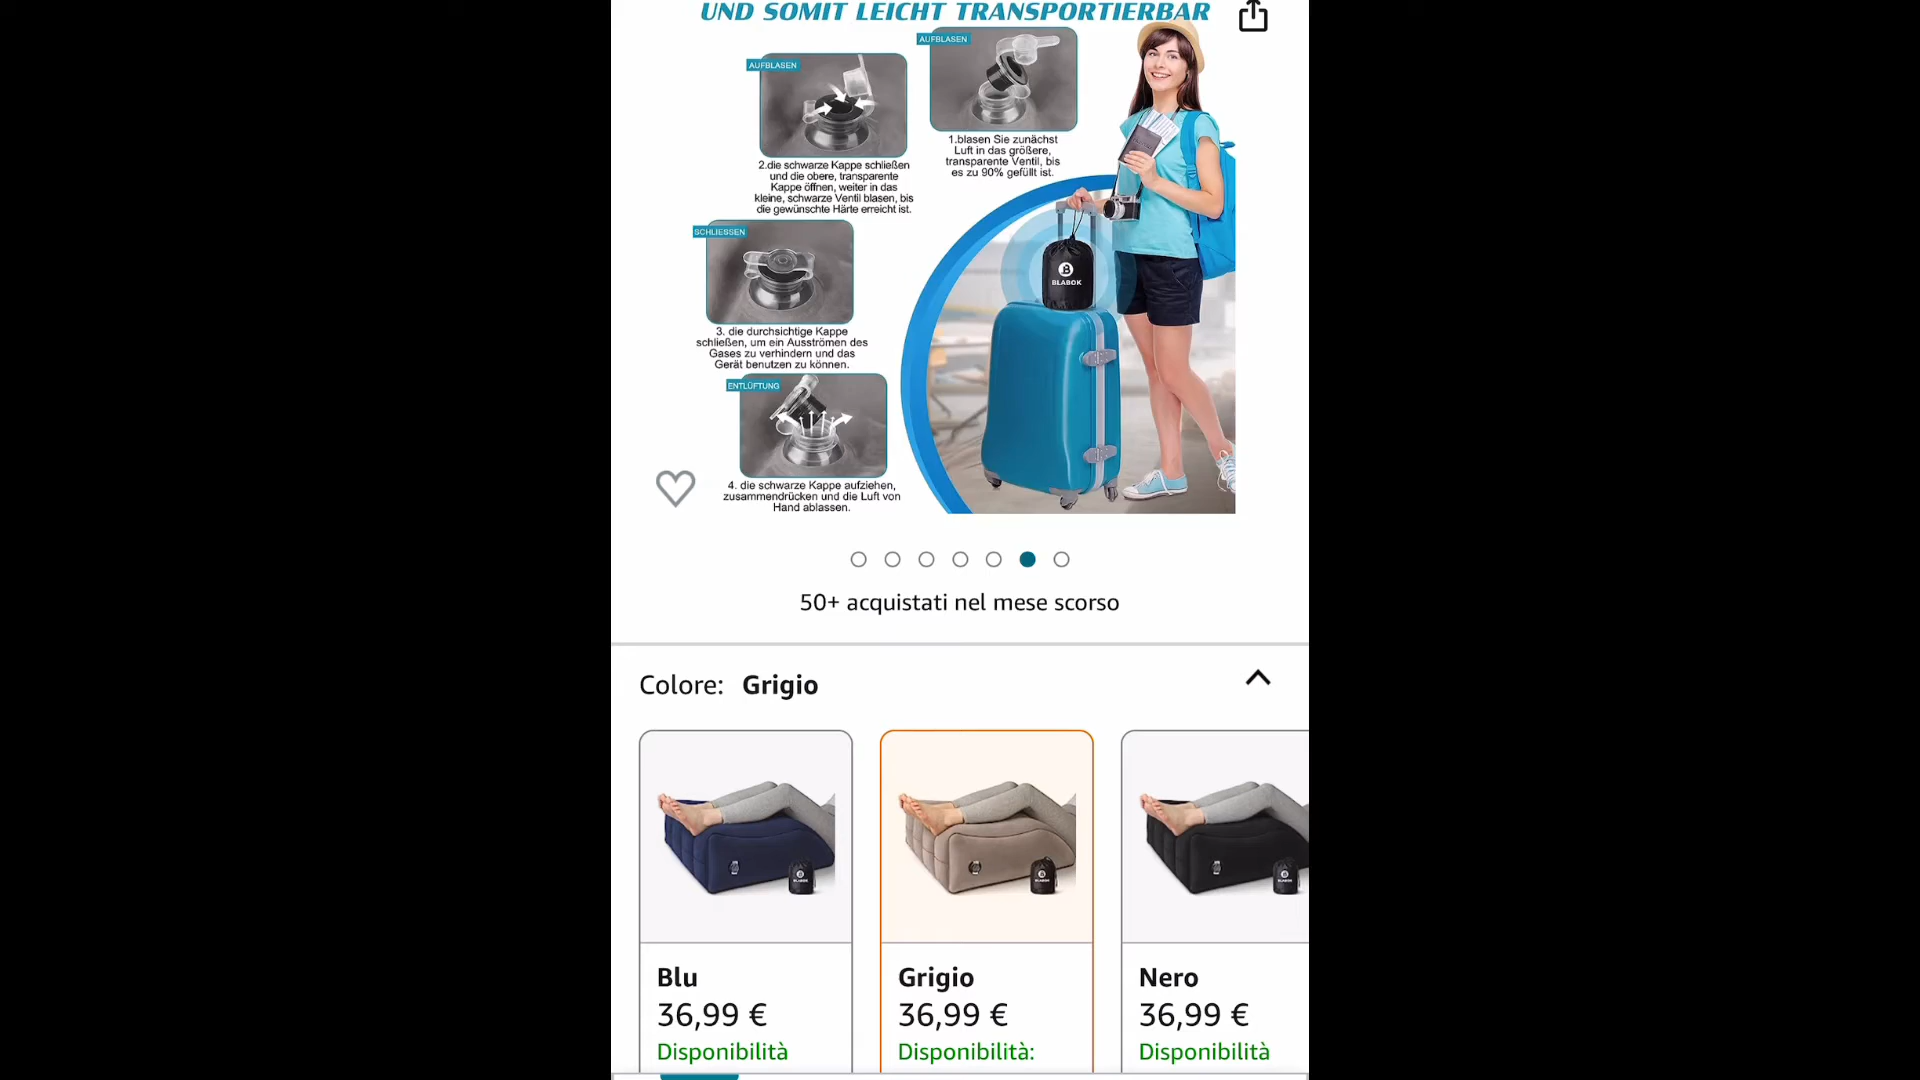 UND SOMIT LEICHT TRANSPORTIERBAR
AUFBLASEN
1.blasen Sie zunächst
Luft in das größere,
transparente Ventil, bis
es zu 90% gefüllt ist.
AUFBLASEN
2.die schwarze Kappe schließen
und die obere, transparente
Kappe öffnen, weiter in das
kleine, schwarze Ventil blasen, bis
die gewünschte Härte erreicht ist.
SCHLIESSEN
3. die durchsichtige Kappe
schließen, um ein Ausströmen des
Gases zu verhindern und das
Gerät benutzen zu können.
ENTLÜFTUNG
4. die schwarze Kappe aufziehen,
zusammendrücken und die Luft von
Hand ablassen.
BLABOK
50+ acquistati nel mese scorso
Colore: Grigio
BLABOK
BLABOK
BLABOK
Blu
36,99 €
Disponibilità
Grigio
36,99 €
Disponibilità:
Nero
36,99 €
Disponibilità